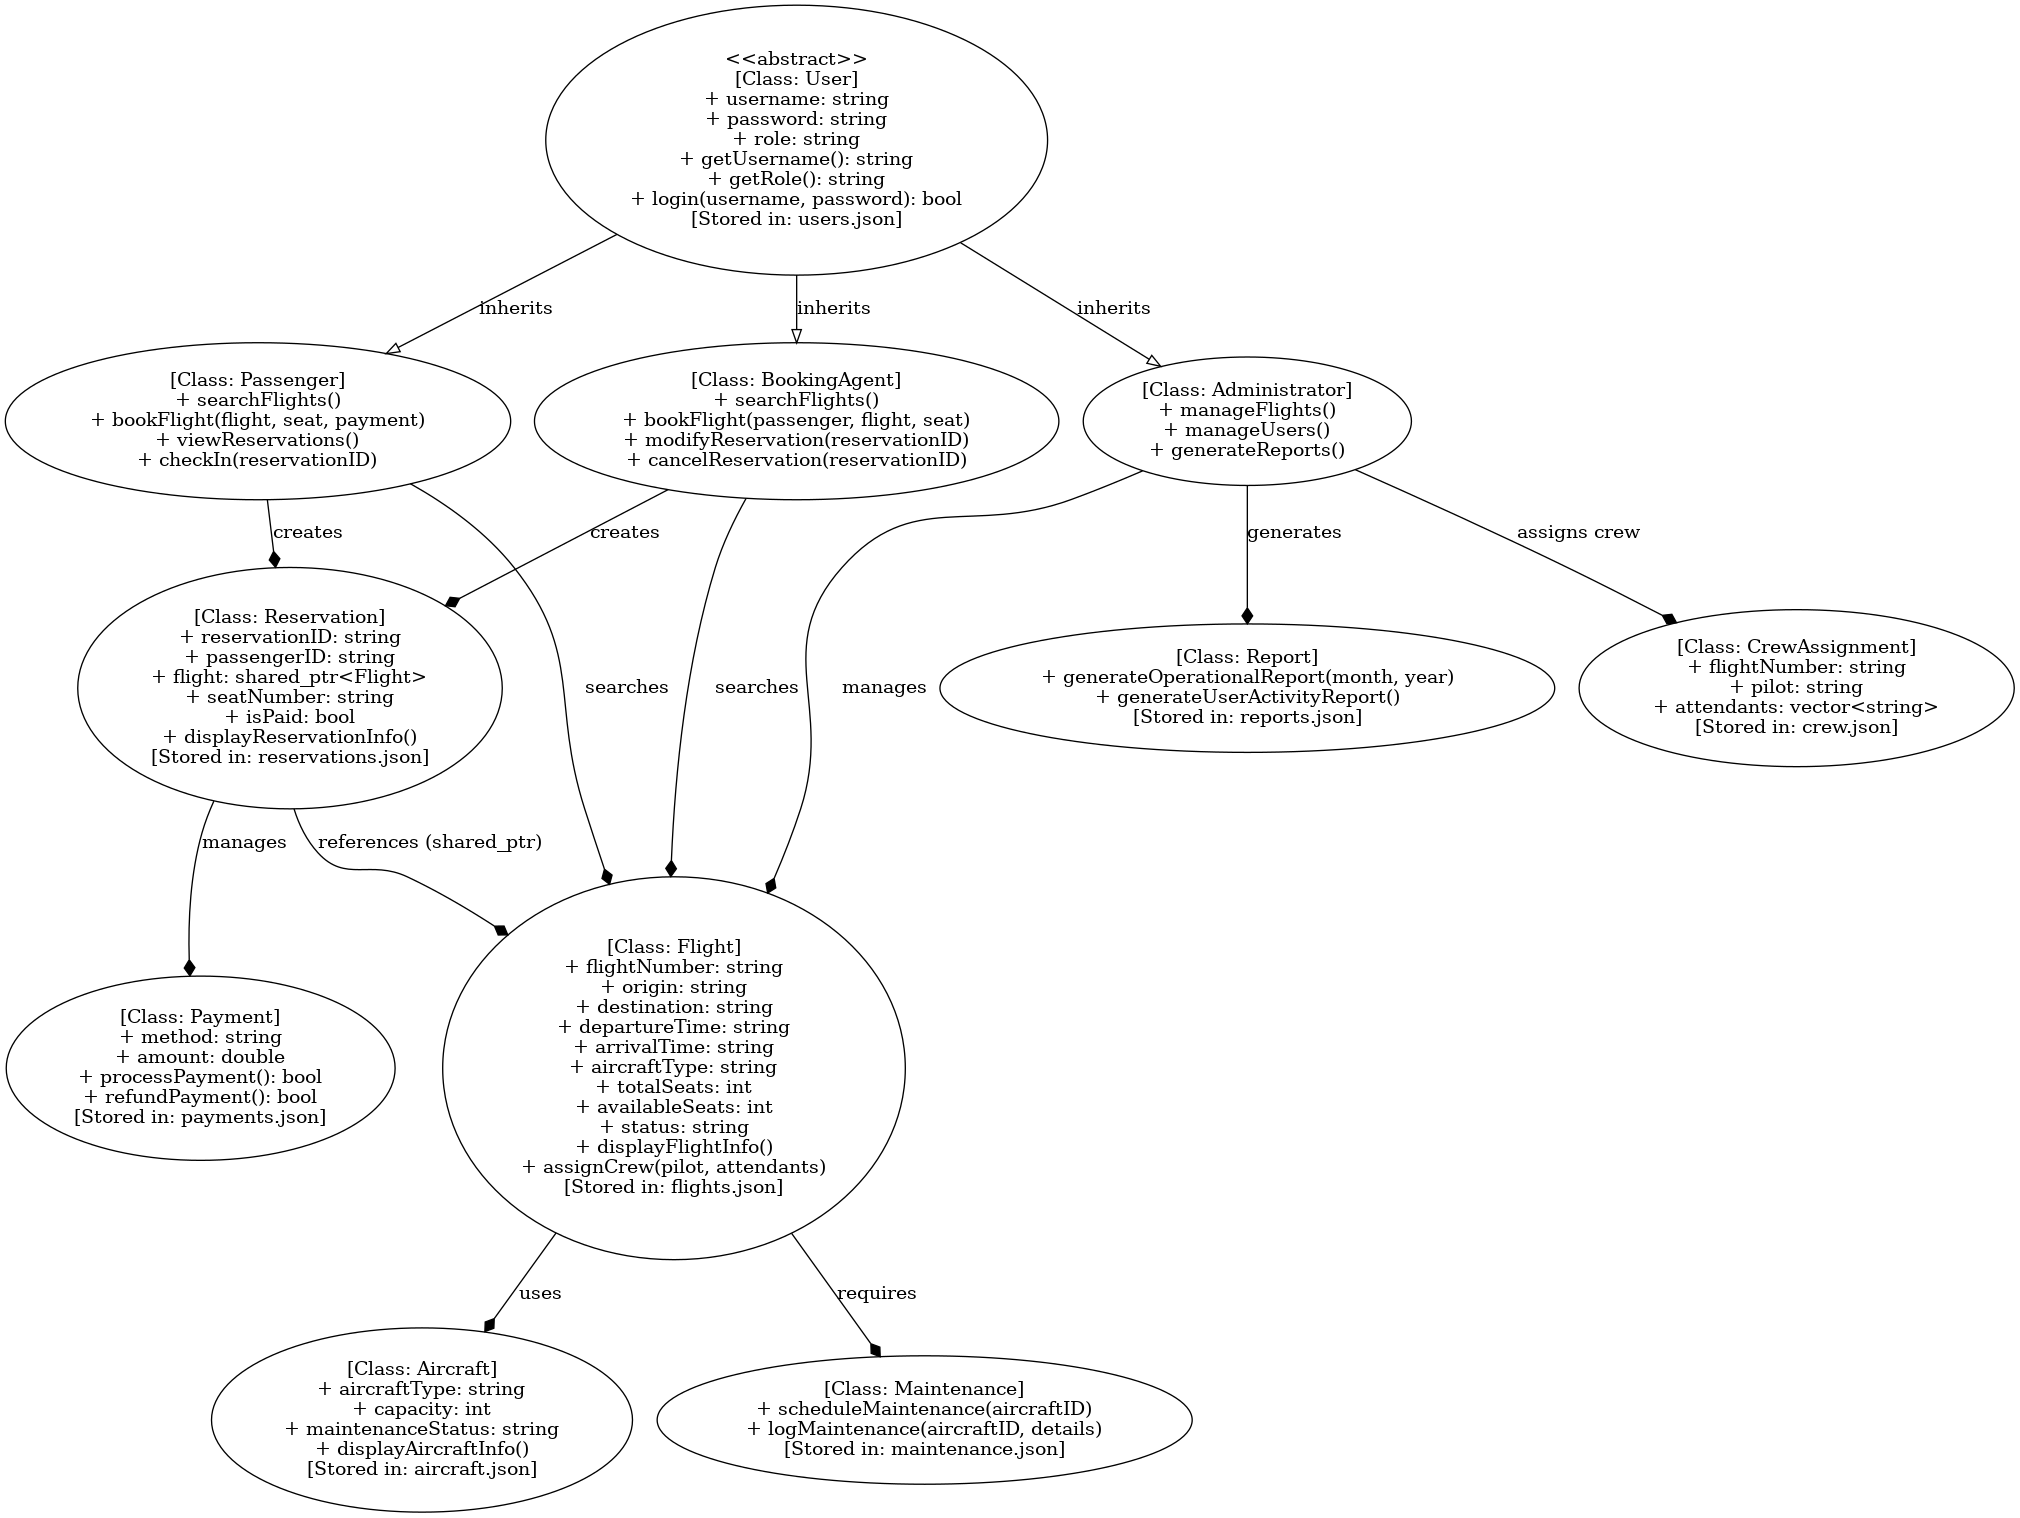 <<abstract>>
[Class: User]
+ username: string
+ password: string
+ role: string
+ getUsername(): string
+ getRole(): string
+ login(username, password): bool
[Stored in: users.json]
inherits
inherits
inherits
[Class: Passenger]
+ searchFlights()
+ bookFlight(flight, seat, payment)
+ viewReservations()
+ checkIn(reservationID)
[Class: BookingAgent]
+ searchFlights()
+ bookFlight(passenger, flight, seat)
+ modifyReservation(reservationID)
+ cancelReservation(reservationID)
[Class: Administrator]
+ manageFlights()
+ manageUsers()
+ generateReports()
creates
creates
generates
assigns crew
[Class: Reservation]
+ reservationID: string
+ passengerID: string
+ flight: shared_ptr<Flight>
+ seatNumber: string
+ isPaid: bool
+ displayReservationInfo()
[Stored in: reservations.json]
searches
searches
manages
[Class: Report]
+ generateOperationalReport(month, year)
+ generateUserActivityReport()
[Stored in: reports.json]
[Class: CrewAssignment]
+ flightNumber: string
+ pilot: string
+ attendants: vector<string>
[Stored in: crew.json]
manages
references (shared_ptr)
[Class: Payment]
+ method: string
+ amount: double
+ processPayment(): bool
+ refundPayment(): bool
[Stored in: payments.json]
[Class: Flight]
+ flightNumber: string
+ origin: string
+ destination: string
+ departureTime: string
+ arrivalTime: string
+ aircraftType: string
+ totalSeats: int
+ availableSeats: int
+ status: string
+ displayFlightInfo()
+ assignCrew(pilot, attendants)
[Stored in: flights.json]
uses
requires
[Class: Aircraft]
+ aircraftType: string
+ capacity: int
+ maintenanceStatus: string
+ displayAircraftInfo()
[Stored in: aircraft.json]
[Class: Maintenance]
+ scheduleMaintenance(aircraftID)
+ logMaintenance(aircraftID, details)
[Stored in: maintenance.json]